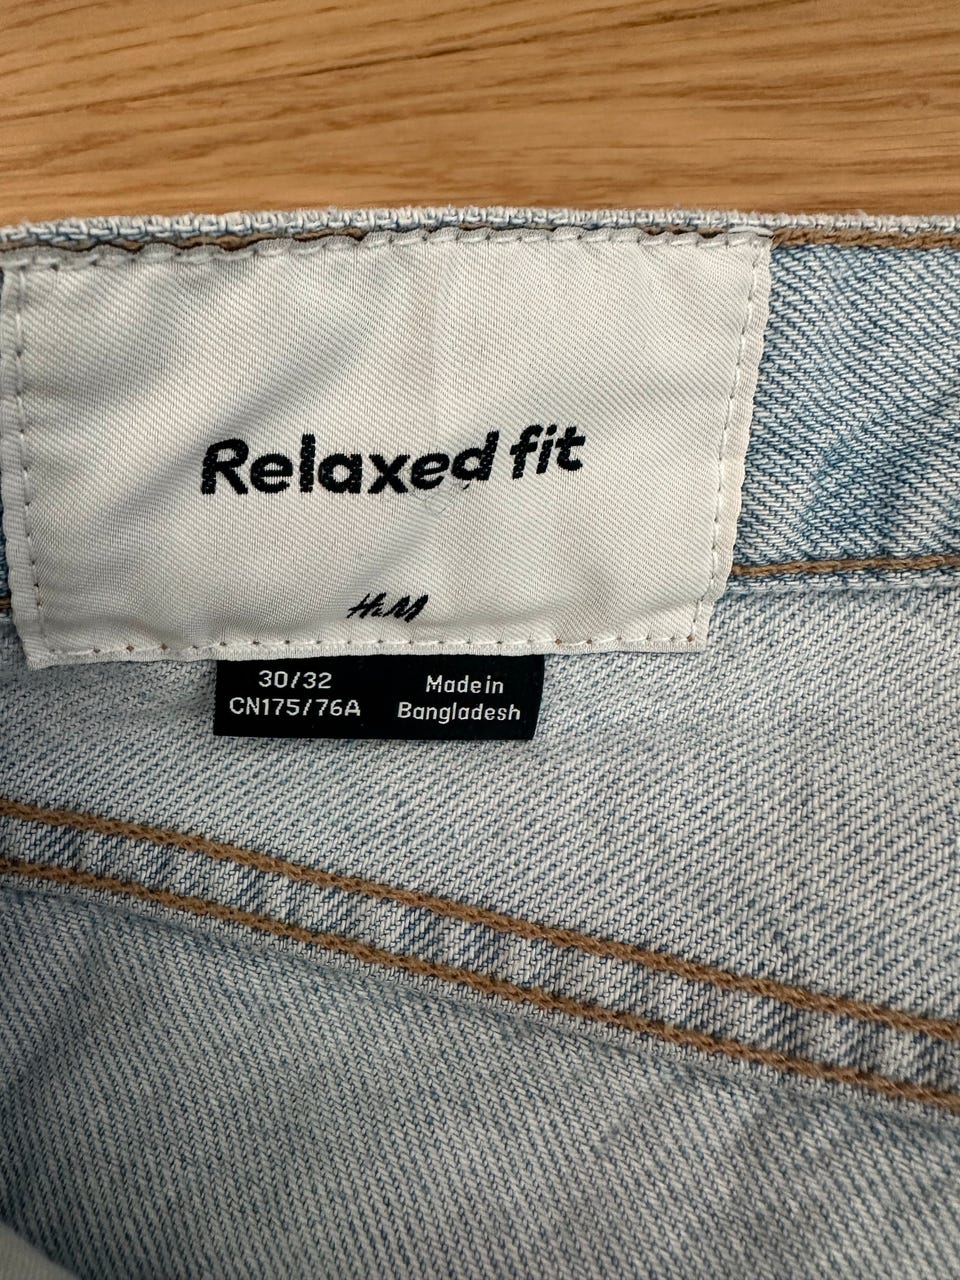 Relaxed fit
H&M
30/32
CN175/76A
Made in
Bangladesh